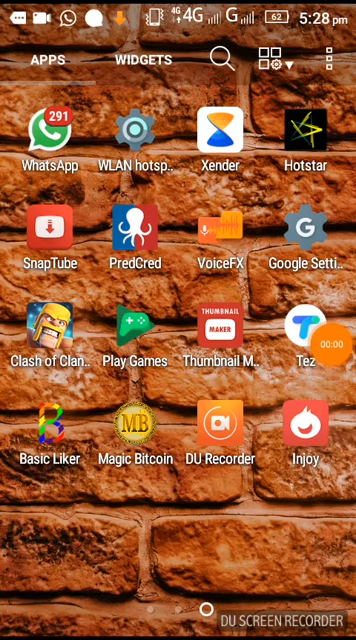 4G 4G G 62 5:28 pm
APPS WIDGETS
291
WhatsApp WLAN hotsp.. Xender Hotstar
SnapTube PredCred VoiceFX Google Setti..
THUMBNAIL
MAKER
00:00
Clash of Clan.. Play Games Thumbnail M.. Tez
MB
Basic Liker Magic Bitcoin DU Recorder Injoy
DU SCREEN RECORDER